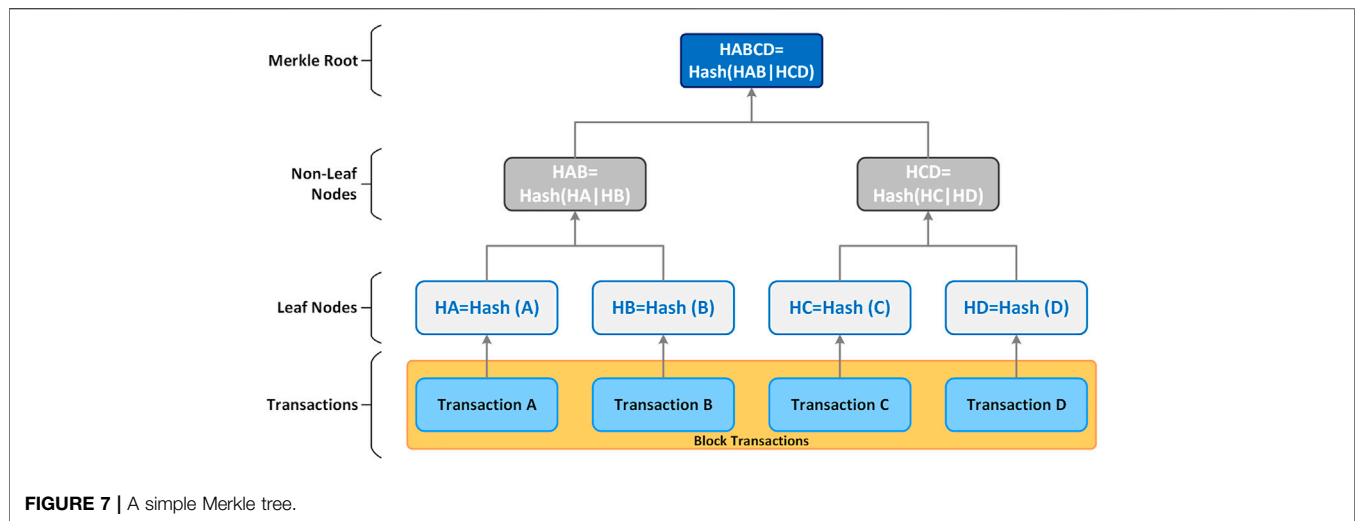 Merkle Root
HABCD=
Hash(HAB|HCD)
Non-Leaf
Nodes
HAB=
Hash(HA|HB)
HCD=
Hash(HC|HD)
Leaf Nodes
HA=Hash (A)
HB=Hash (B)
HC=Hash (C)
HD=Hash (D)
Transactions
Transaction A
Transaction B
Transaction C
Transaction D
Block Transactions
FIGURE 7 | A simple Merkle tree.